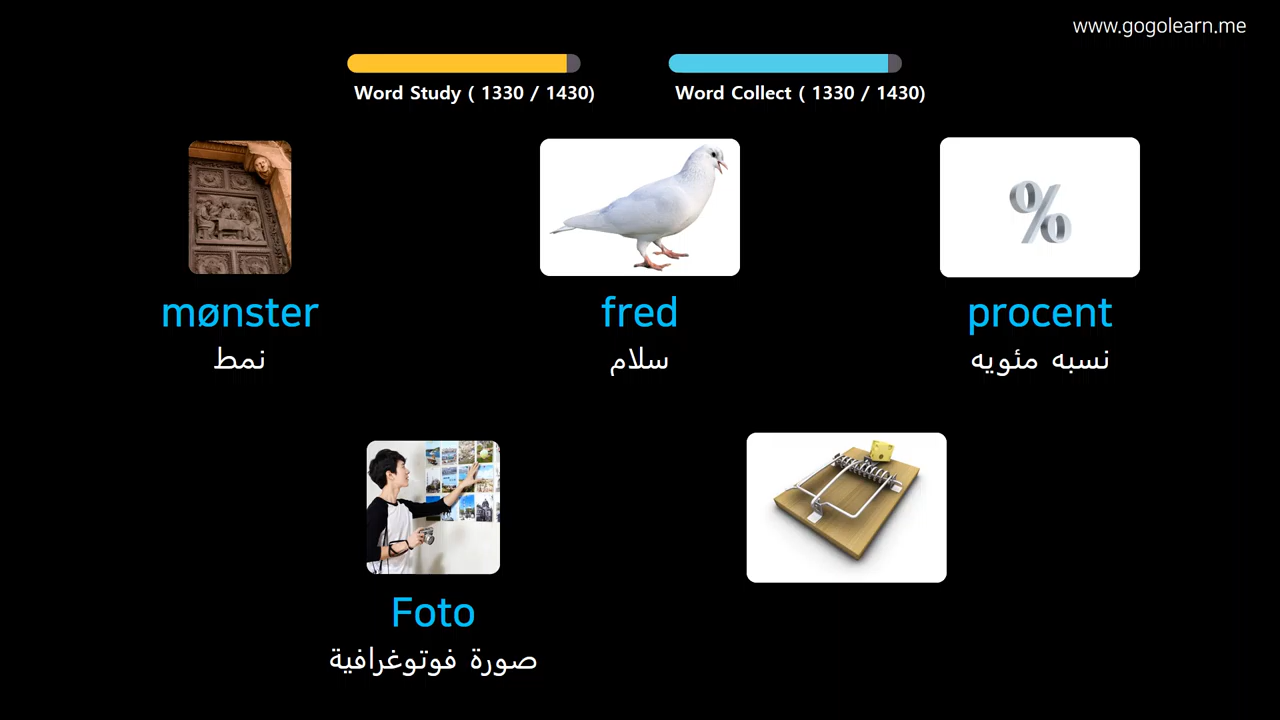 www.gogolearn.me
Word Study ( 1330 / 1430)
Word Collect ( 1330 / 1430)
mønster
نمط
fred
سلام
procent
نسبه مئويه
Foto
صورة فوتوغرافية